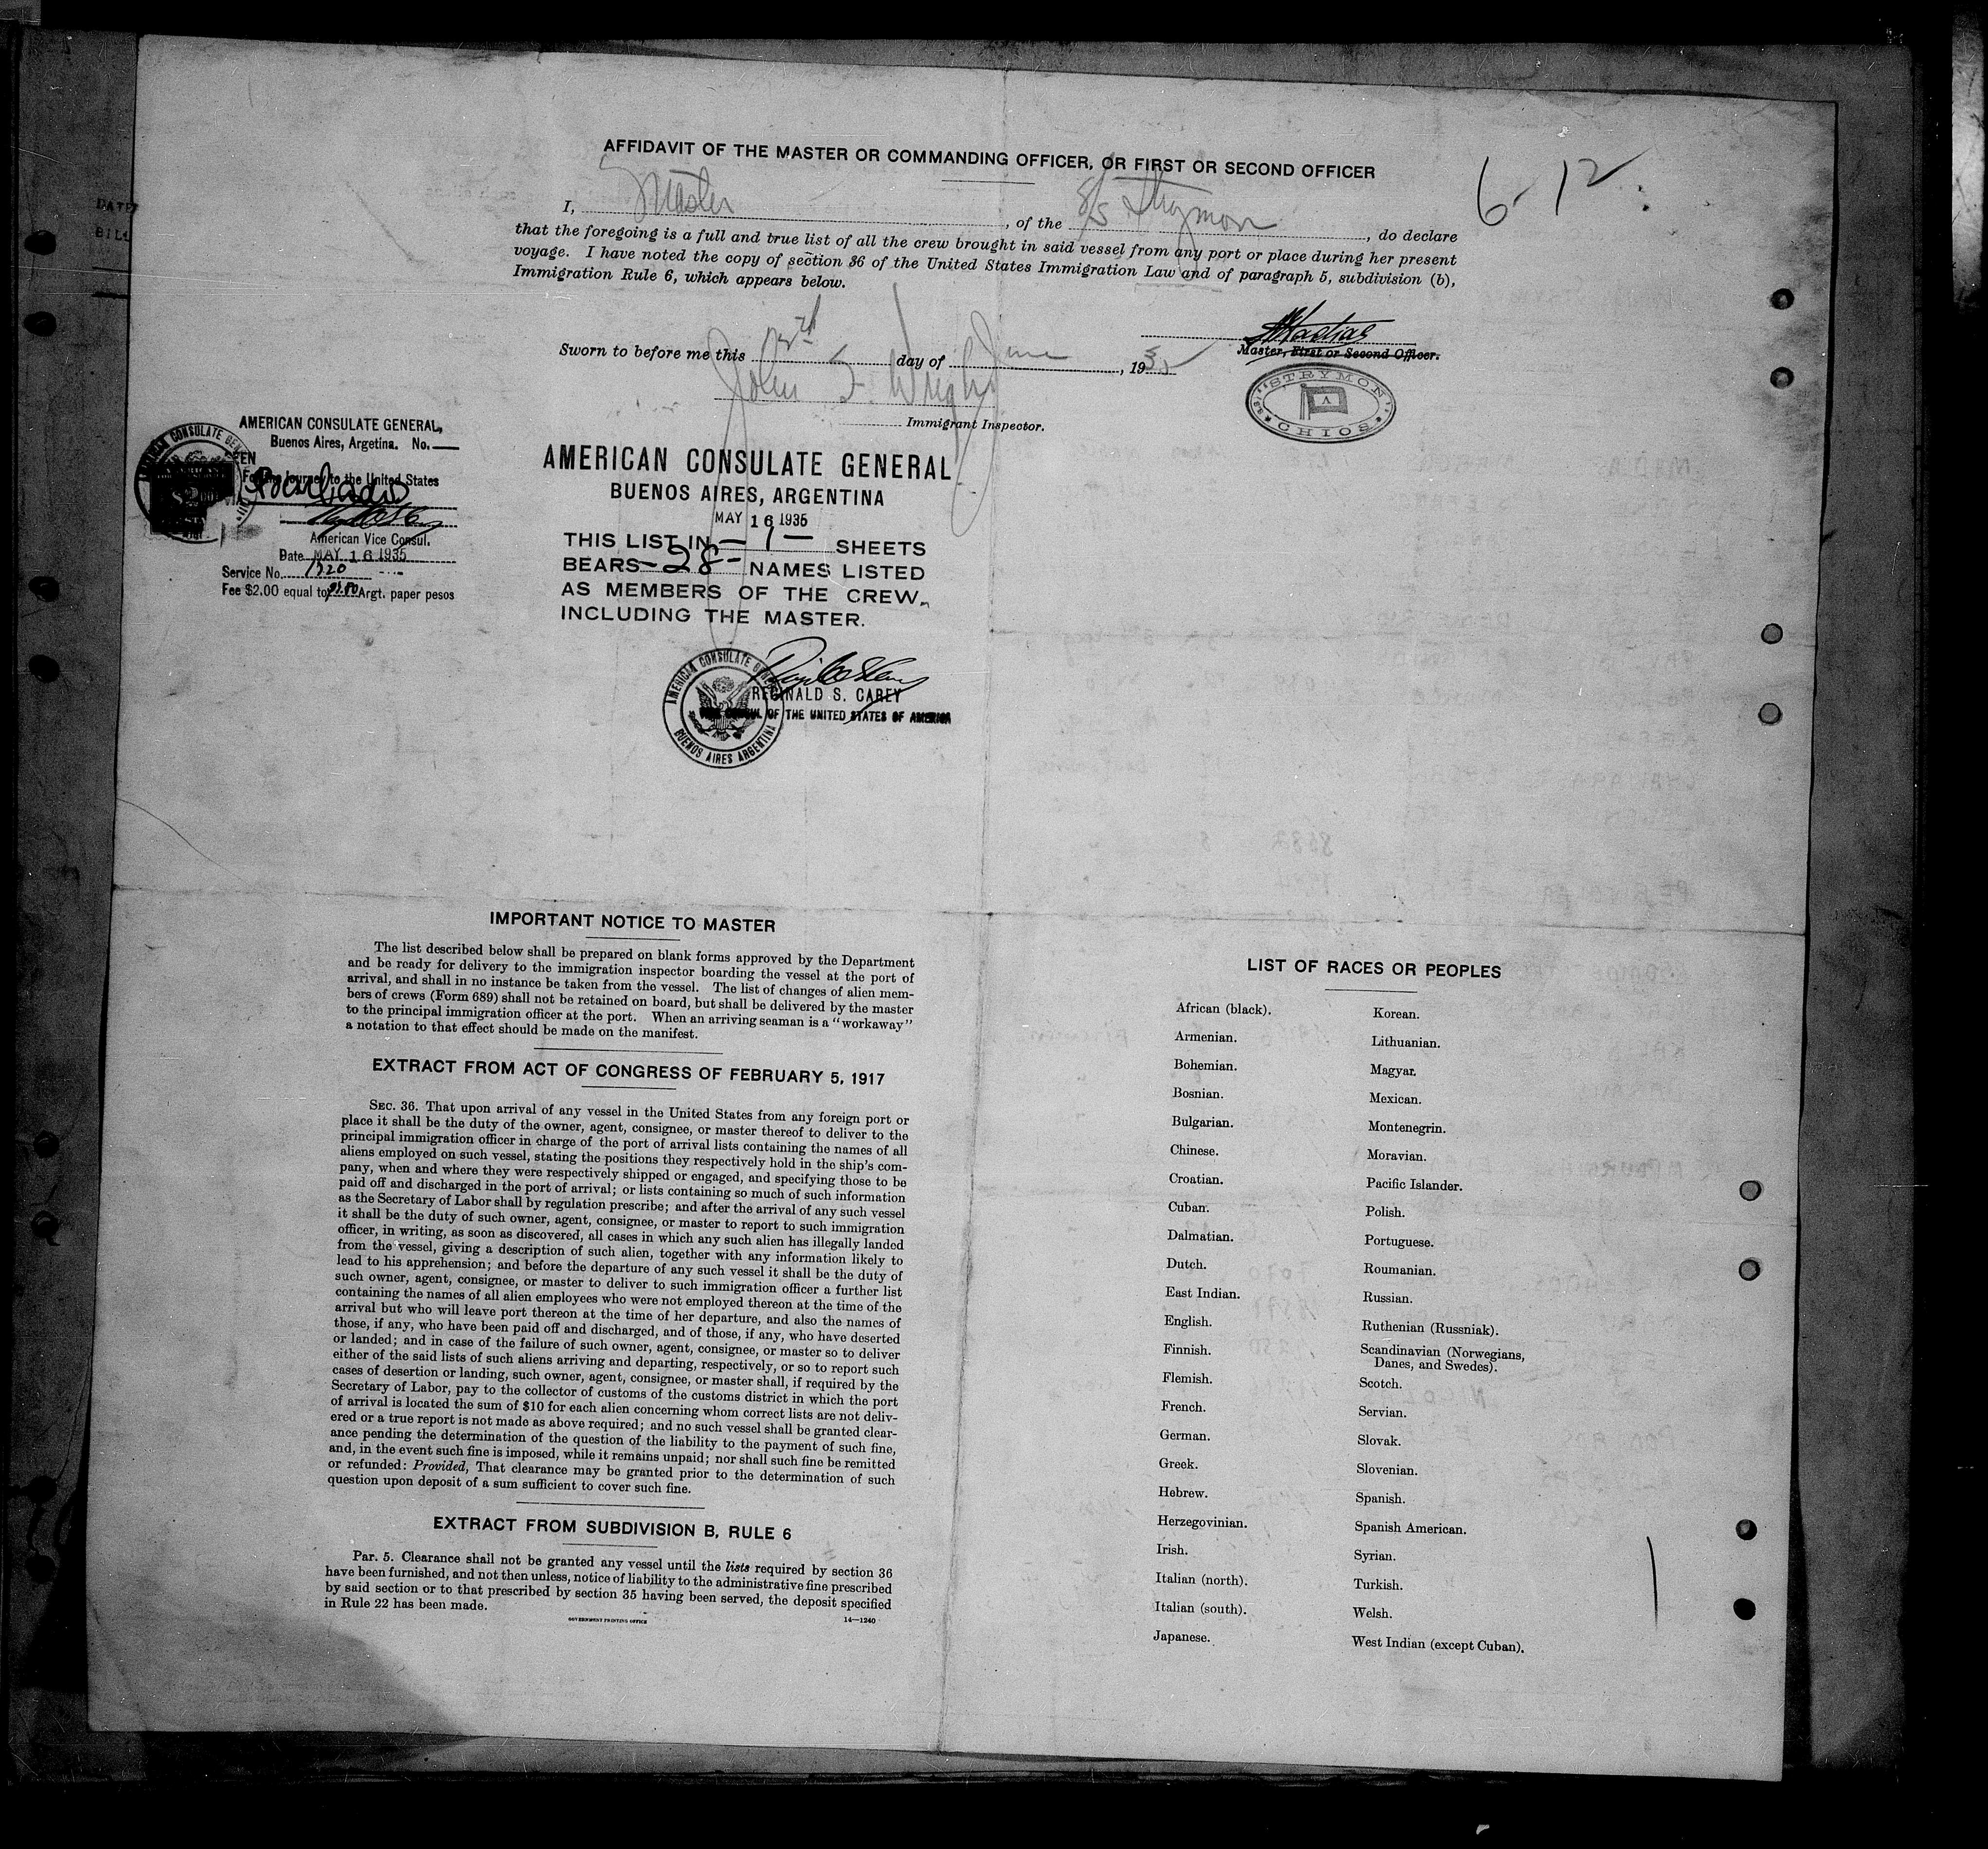 AFFIDAVIT OF THE MASTER OR COMMANDING OFFICER, OR FIRST OR SECOND OFFICER
6-12
I, Master, of the S/S Strymon, do declare
that the foregoing is a full and true list of all the crew brought in said vessel from any port or place during her present
voyage. I have noted the copy of section 36 of the United States Immigration Law and of paragraph 5, subdivision (b),
Immigration Rule 6, which appears below.
Master, First or Second Officer.
Sworn to before me this day of June, 1935
John Wright
Immigrant Inspector.
"STRYMON"
A
CHIOS
AMERICAN CONSULATE GENERAL,
Buenos Aires, Argetina. No.
SEEN
For the Journey to the United States
VIA Barbados
American Vice Consul.
Date MAY 16 1935
Service No. 1320
Fee $2.00 equal to Argt. paper pesos
AMERICAN CONSULATE GENERAL
BUENOS AIRES, ARGENTINA
MAY 16 1935
THIS LIST IN -1- SHEETS
BEARS -28- NAMES LISTED
AS MEMBERS OF THE CREW,
INCLUDING THE MASTER.
AMERICAN CONSULATE GENERAL
BUENOS AIRES ARGENTINA
REGINALD S. CAREY
CONSUL OF THE UNITED STATES OF AMERICA
IMPORTANT NOTICE TO MASTER
The list described below shall be prepared on blank forms approved by the Department
and be ready for delivery to the immigration inspector boarding the vessel at the port of
arrival, and shall in no instance be taken from the vessel. The list of changes of alien mem-
bers of crews (Form 689) shall not be retained on board, but shall be delivered by the master
to the principal immigration officer at the port. When an arriving seaman is a "workaway"
a notation to that effect should be made on the manifest.
EXTRACT FROM ACT OF CONGRESS OF FEBRUARY 5, 1917
SEC. 36. That upon arrival of any vessel in the United States from any foreign port or
place it shall be the duty of the owner, agent, consignee, or master thereof to deliver to the
principal immigration officer in charge of the port of arrival lists containing the names of all
aliens employed on such vessel, stating the positions they respectively hold in the ship's com-
pany, when and where they were respectively shipped or engaged, and specifying those to be
paid off and discharged in the port of arrival; or lists containing so much of such information
as the Secretary of Labor shall by regulation prescribe; and after the arrival of any such vessel
it shall be the duty of such owner, agent, consignee, or master to report to such immigration
officer, in writing, as soon as discovered, all cases in which any such alien has illegally landed
from the vessel, giving a description of such alien, together with any information likely to
lead to his apprehension; and before the departure of any such vessel it shall be the duty of
such owner, agent, consignee, or master to deliver to such immigration officer a further list
containing the names of all alien employees who were not employed thereon at the time of the
arrival but who will leave port thereon at the time of her departure, and also the names of
those, if any, who have been paid off and discharged, and of those, if any, who have deserted
or landed; and in case of the failure of such owner, agent, consignee, or master so to deliver
either of the said lists of such aliens arriving and departing, respectively, or so to report such
cases of desertion or landing, such owner, agent, consignee, or master shall, if required by the
Secretary of Labor, pay to the collector of customs of the customs district in which the port
of arrival is located the sum of $10 for each alien concerning whom correct lists are not deliv-
ered or a true report is not made as above required; and no such vessel shall be granted clear-
ance pending the determination of the question of the liability to the payment of such fine,
and, in the event such fine is imposed, while it remains unpaid; nor shall such fine be remitted
or refunded: Provided, That clearance may be granted prior to the determination of such
question upon deposit of a sum sufficient to cover such fine.
EXTRACT FROM SUBDIVISION B, RULE 6
Par. 5. Clearance shall not be granted any vessel until the lists required by section 36
have been furnished, and not then unless, notice of liability to the administrative fine prescribed
by said section or to that prescribed by section 35 having been served, the deposit specified
in Rule 22 has been made.
GOVERNMENT PRINTING OFFICE 14—1240
LIST OF RACES OR PEOPLES
African (black).
Armenian.
Bohemian.
Bosnian.
Bulgarian.
Chinese.
Croatian.
Cuban.
Dalmatian.
Dutch.
East Indian.
English.
Finnish.
Flemish.
French.
German.
Greek.
Hebrew.
Herzegovinian.
Irish.
Italian (north).
Italian (south).
Japanese.
Korean.
Lithuanian.
Magyar.
Mexican.
Montenegrin.
Moravian.
Pacific Islander.
Polish.
Portuguese.
Roumanian.
Russian.
Ruthenian (Russniak).
Scandinavian (Norwegians,
Danes, and Swedes).
Scotch.
Servian.
Slovak.
Slovenian.
Spanish.
Spanish American.
Syrian.
Turkish.
Welsh.
West Indian (except Cuban).